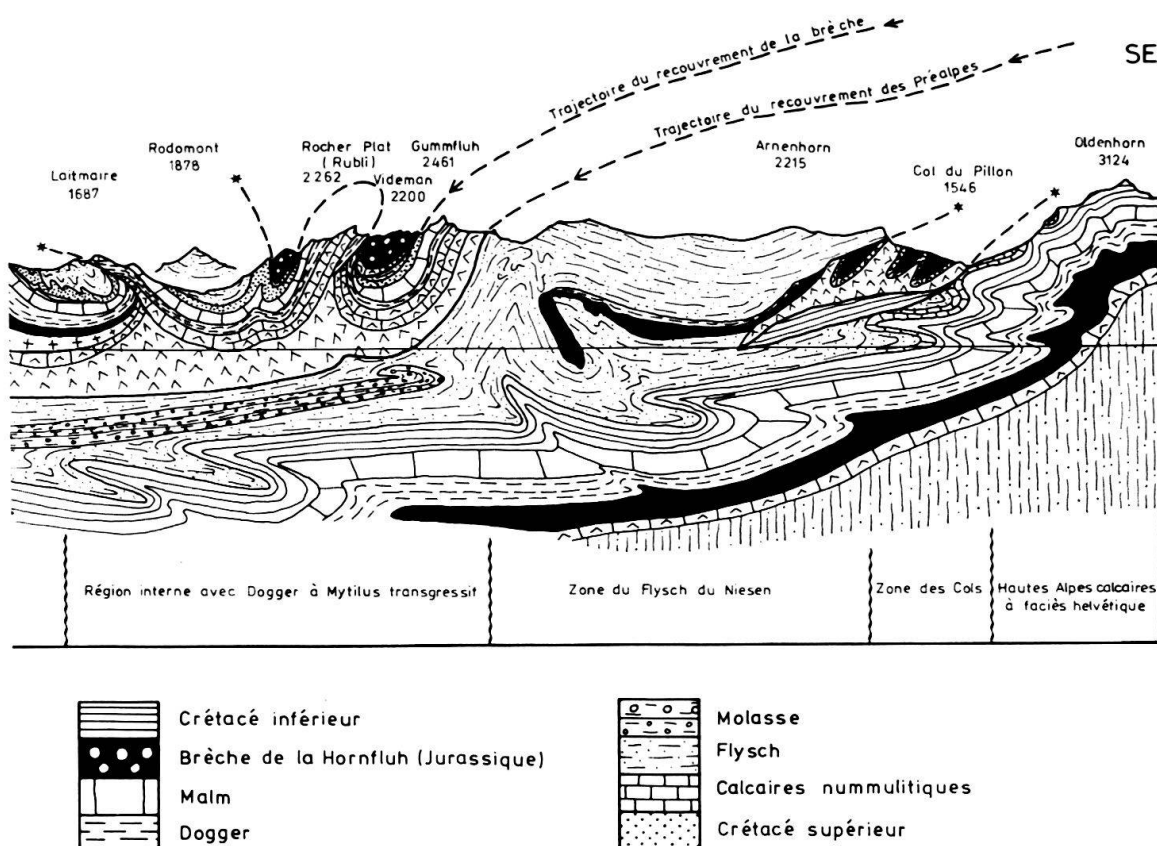 Trajectoire du recouvrement de la brèche
SE
Trajectoire du recouvrement des Préalpes
Laitmaire
1687
Rodomont
1878
Rocher Plat
(Rubli)
2262
Videman
2200
Gummfluh
2461
Arnenhorn
2215
Col du Pillon
1546
Oldenhorn
3124
Région interne avec Dogger à Mytilus transgressif
Zone du Flysch du Niesen
Zone des Cols
Hautes Alpes calcaires
à faciès helvétique
Crétacé inférieur
Brèche de la Hornfluh (Jurassique)
Malm
Dogger
Molasse
Flysch
Calcaires nummulitiques
Crétacé supérieur